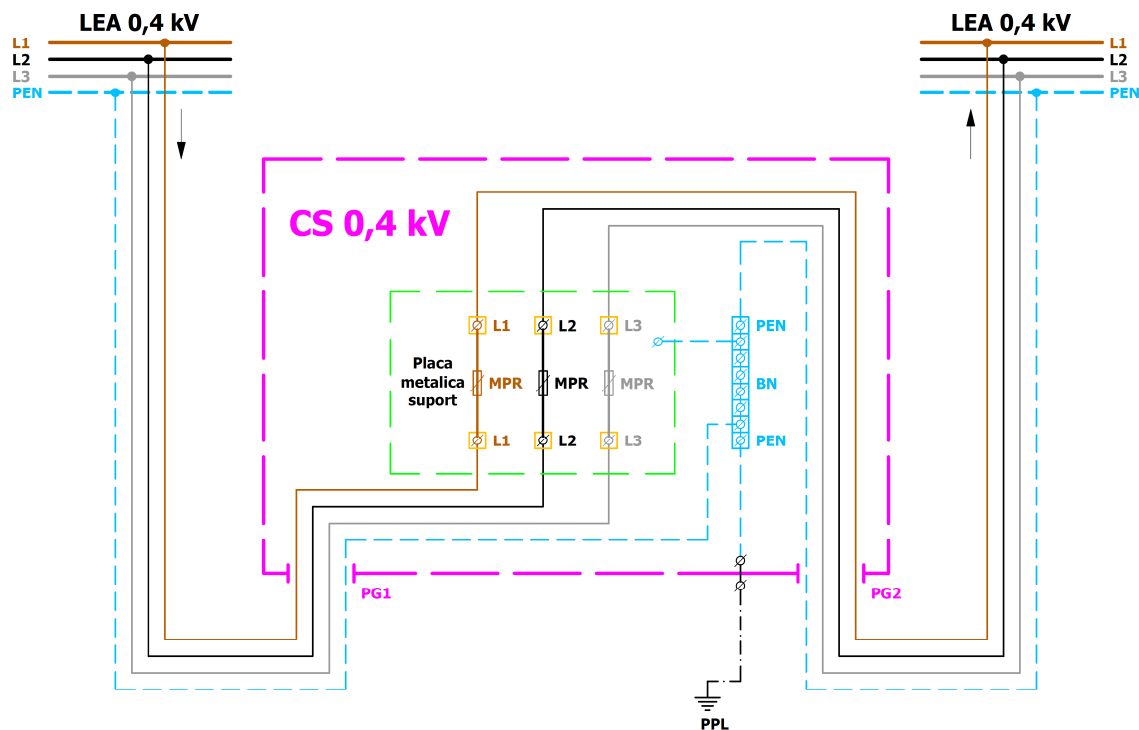 LEA 0,4 kV
LEA 0,4 kV
L1
L2
L3
PEN
L1
L2
L3
PEN
CS 0,4 kV
L1
L2
L3
PEN
Placa
metalica
suport
MPR
MPR
MPR
BN
L1
L2
L3
PEN
PG1
PG2
PPL